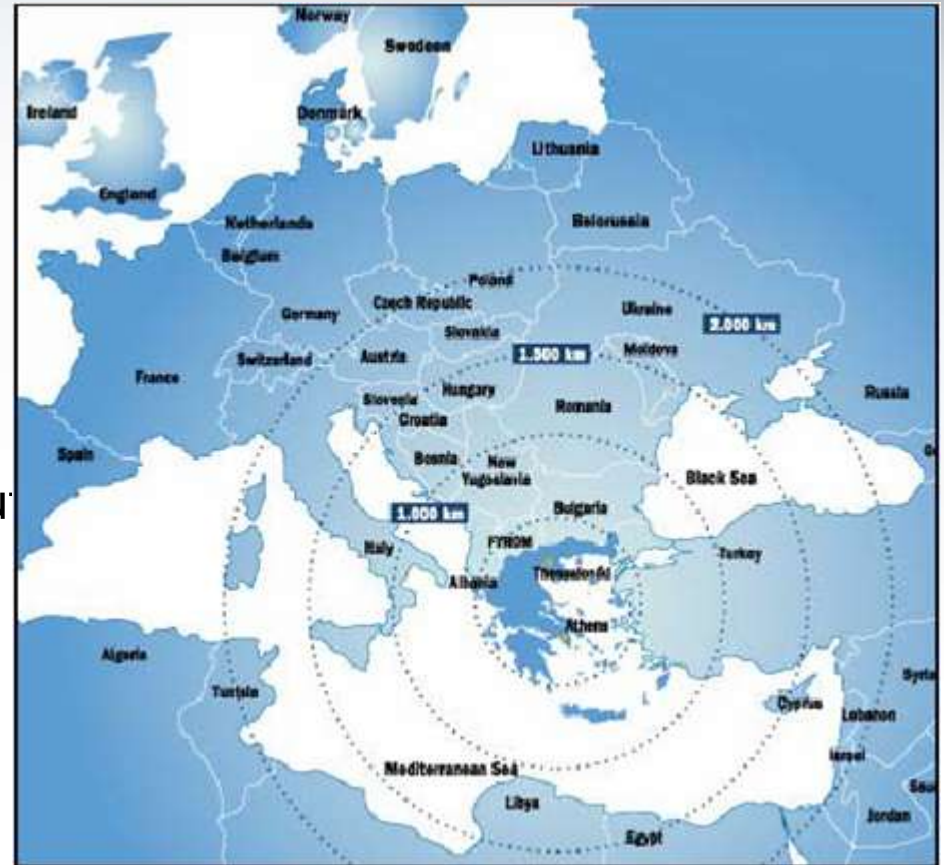 Norway
Swedeen
Ireland
Denmark
Lithuania
England
Belorussia
Netherlands
Belgium
Poland
Czech Republic
Ukraine
Germany
2.000 km
Slovakia
1.500 km
Moldova
Switzerland
Austria
France
Hungary
Russia
Slovenia
Romania
Croatia
Spain
Bosnia
New
Yugoslavia
Black Sea
Bulgaria
1.000 km
FYROM
Italy
Turkey
Albania
Thessaloniki
Athens
Algeria
Tunisia
Syria
Cyprus
Lebanon
Israel
Mediterranean Sea
Libya
Jordan
Egypt